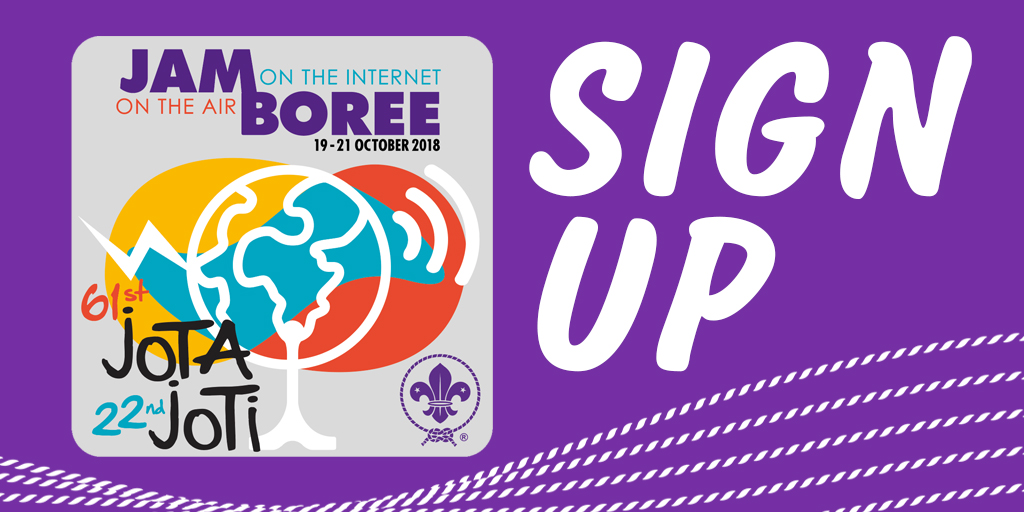 JAM ON THE INTERNET
ON THE AIR BOREE
19 - 21 OCTOBER 2018
61st
JOTA
22nd
JOTi
®
SIGN
UP